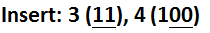 Insert: 3 (11), 4 (100)